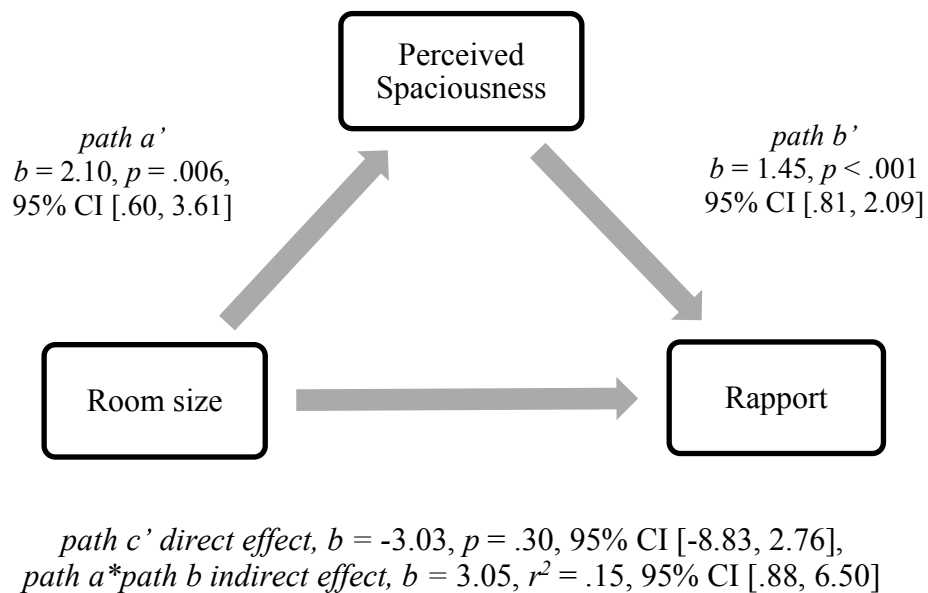 Perceived
Spaciousness
path a’
b = 2.10, p = .006,
95% CI [.60, 3.61]
path b’
b = 1.45, p < .001
95% CI [.81, 2.09]
Room size
Rapport
path c’ direct effect, b = -3.03, p = .30, 95% CI [-8.83, 2.76],
path a*path b indirect effect, b = 3.05, r² = .15, 95% CI [.88, 6.50]